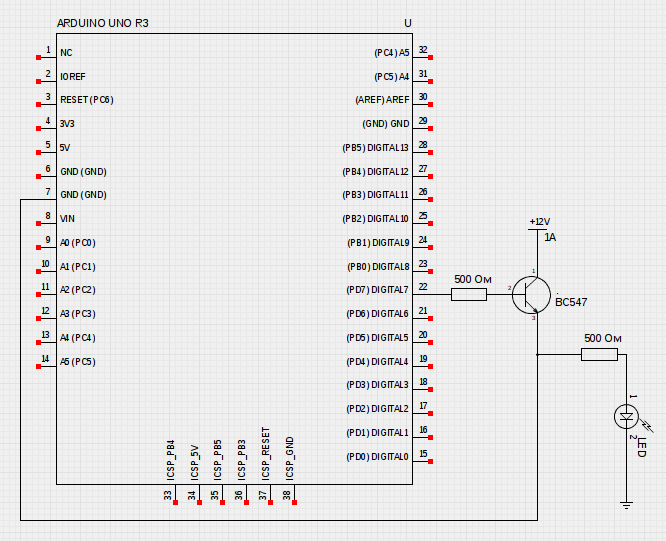 ARDUINO UNO R3 U
1 NC (PC4) A5 32
2 IOREF (PC5) A4 31
3 RESET (PC6) (AREF) AREF 30
4 3V3 (GND) GND 29
5 5V (PB5) DIGITAL13 28
6 GND (GND) (PB4) DIGITAL12 27
7 GND (GND) (PB3) DIGITAL11 26
8 VIN (PB2) DIGITAL10 25
9 A0 (PC0) (PB1) DIGITAL9 24
10 A1 (PC1) (PB0) DIGITAL8 23
11 A2 (PC2) (PD7) DIGITAL7 22
12 A3 (PC3) (PD6) DIGITAL6 21
13 A4 (PC4) (PD5) DIGITAL5 20
14 A5 (PC5) (PD4) DIGITAL4 19
(PD3) DIGITAL3 18
(PD2) DIGITAL2 17
(PD1) DIGITAL1 16
(PD0) DIGITAL0 15
33 ICSP_PB4
34 ICSP_5V
35 ICSP_PB5
36 ICSP_PB3
37 ICSP_RESET
38 ICSP_GND
+12V
1A
500 Ом
1
2
3
BC547
500 Ом
1
2
LED